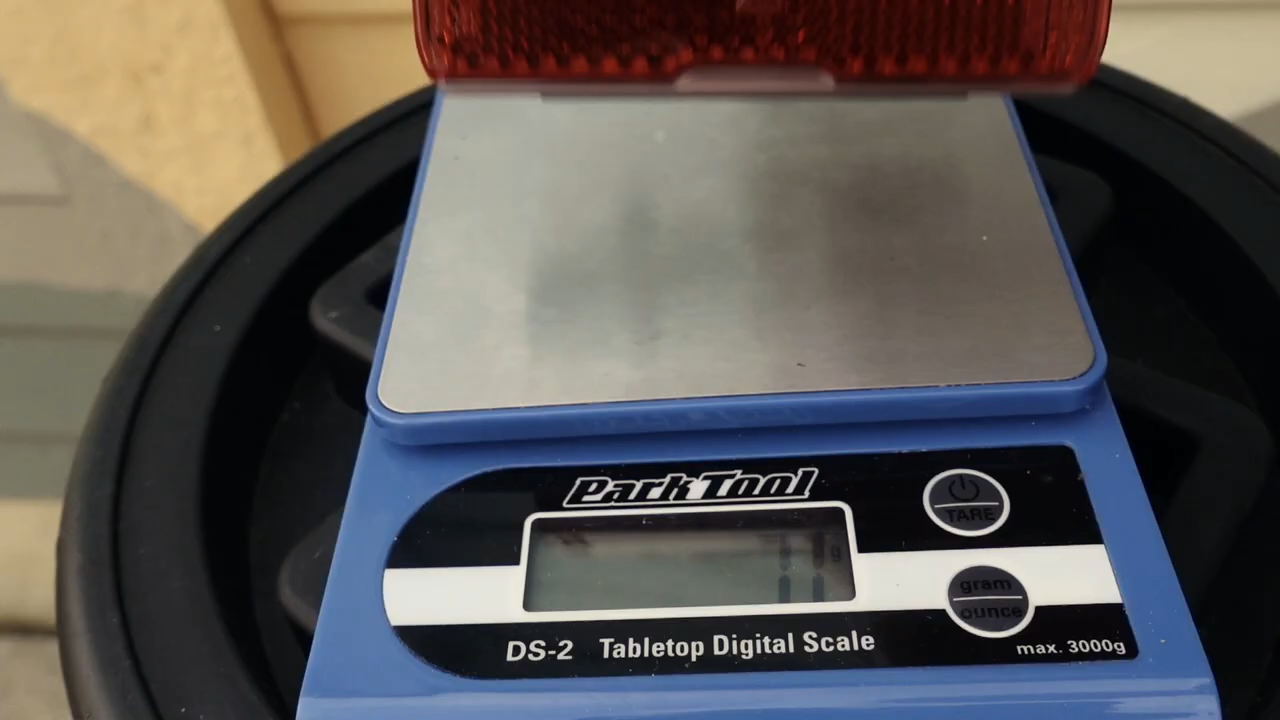 Park Tool
TARE
g
gram
ounce
DS-2 Tabletop Digital Scale
max. 3000g